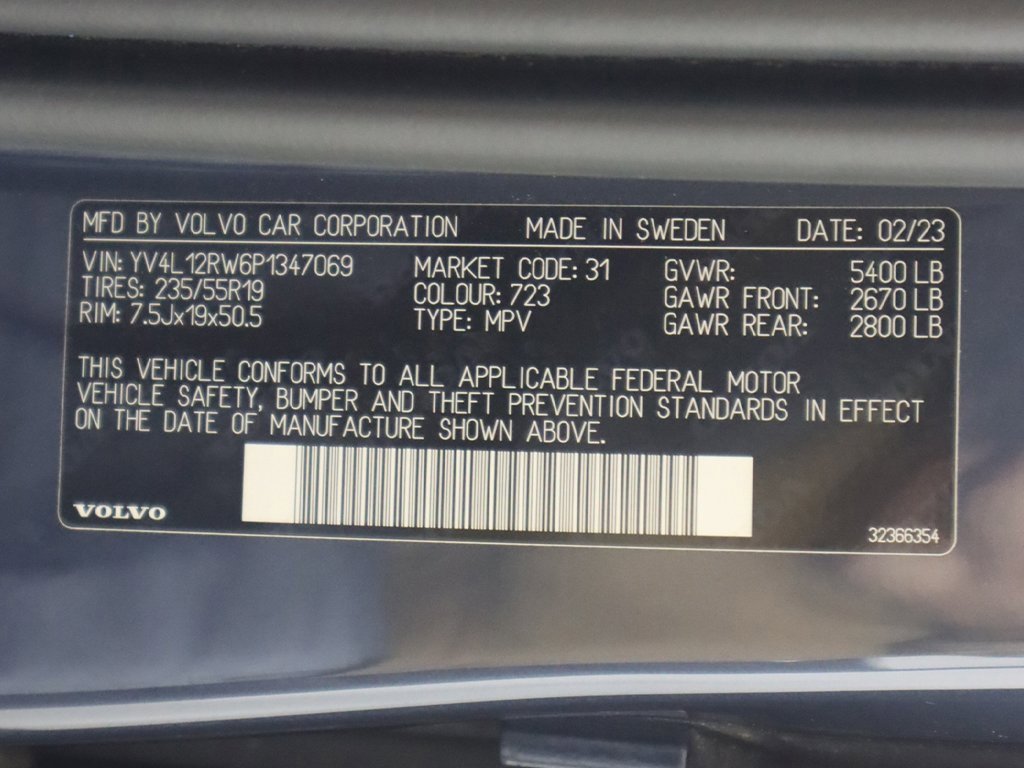 MFD BY VOLVO CAR CORPORATION MADE IN SWEDEN DATE: 02/23
VIN: YV4L12RW6P1347069 MARKET CODE: 31 GVWR: 5400 LB
TIRES: 235/55R19 COLOUR: 723 GAWR FRONT: 2670 LB
RIM: 7.5Jx19x50.5 TYPE: MPV GAWR REAR: 2800 LB
THIS VEHICLE CONFORMS TO ALL APPLICABLE FEDERAL MOTOR
VEHICLE SAFETY, BUMPER AND THEFT PREVENTION STANDARDS IN EFFECT
ON THE DATE OF MANUFACTURE SHOWN ABOVE.
VOLVO
32366354